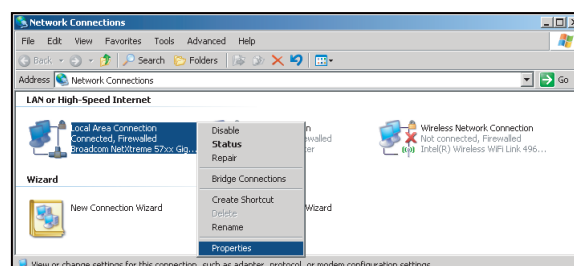 Network Connections
File Edit View Favorites Tools Advanced Help
Back Search Folders
Address Network Connections Go
LAN or High-Speed Internet
Local Area Connection
Connected, Firewalled
Broadcom NetXtreme 57xx Gig...
Disable
Status
Repair
Bridge Connections
Create Shortcut
Delete
Rename
Properties
Wireless Network Connection
Not connected, Firewalled
Intel(R) Wireless WiFi Link 496...
Wizard
New Connection Wizard
Wizard
View or change settings for this connection, such as adapter, protocol, or modem configuration settings.